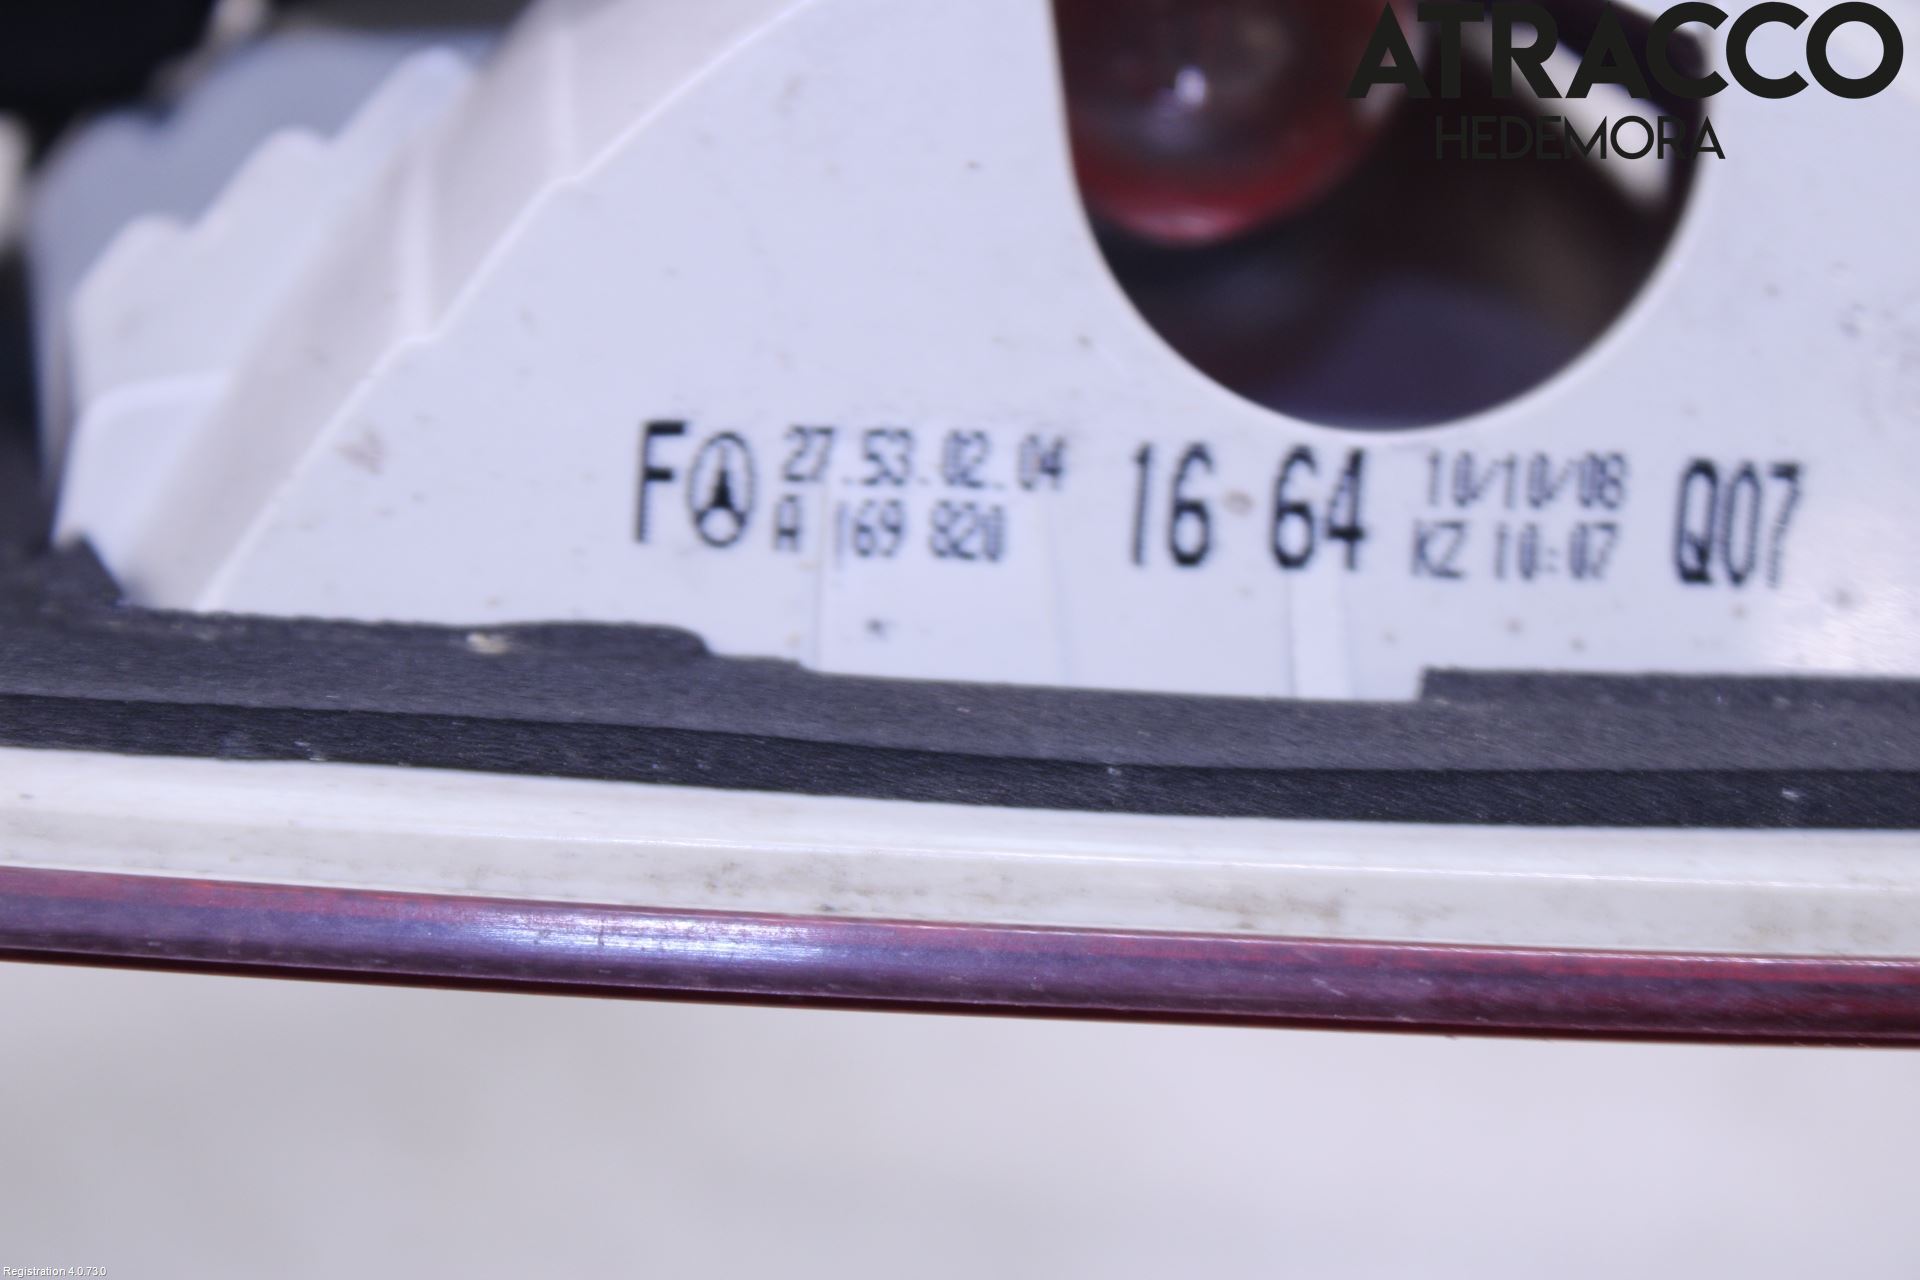 ATRACCO
HEDEMORA
F 27.53.02.04 16 64 10/10/08 Q07
A 169 820 KZ 10:07
Registration 4.0.73.0